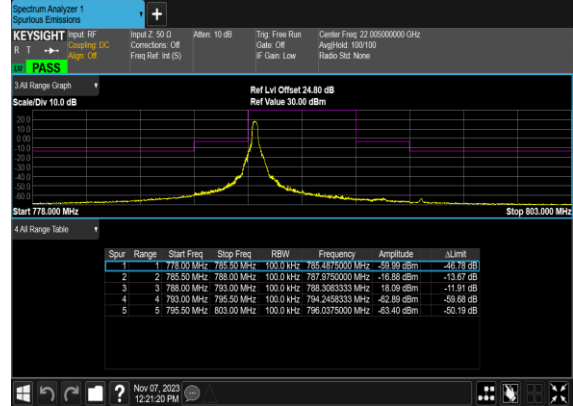 Spectrum Analyzer 1
Spurious Emissions
KEYSIGHT Input: RF Input Z: 50 Ω Atten: 10 dB Trig: Free Run Center Freq: 22.005000000 GHz
R T Coupling: DC Corrections: Off Gate: Off Avg|Hold: 100/100
Align: Off Freq Ref: Int (S) IF Gain: Low Radio Std: None
PASS
3 All Range Graph
Ref Lvl Offset 24.80 dB
Scale/Div 10.0 dB Ref Value 30.00 dBm
20.0
10.0
0.00
-10.0
-20.0
-30.0
-40.0
-50.0
-60.0
Start 778.000 MHz Stop 803.000 MHz
4 All Range Table
Spur Range Start Freq Stop Freq RBW Frequency Amplitude ΔLimit
1 1 778.00 MHz 785.50 MHz 100.0 kHz 785.4875000 MHz -59.99 dBm -46.78 dB
2 2 785.50 MHz 788.00 MHz 100.0 kHz 787.9750000 MHz -16.88 dBm -13.67 dB
3 3 788.00 MHz 793.00 MHz 100.0 kHz 788.3083333 MHz 18.09 dBm -11.91 dB
4 4 793.00 MHz 795.50 MHz 100.0 kHz 794.2458333 MHz -62.89 dBm -59.68 dB
5 5 795.50 MHz 803.00 MHz 100.0 kHz 796.0375000 MHz -63.40 dBm -50.19 dB
Nov 07, 2023
12:21:20 PM